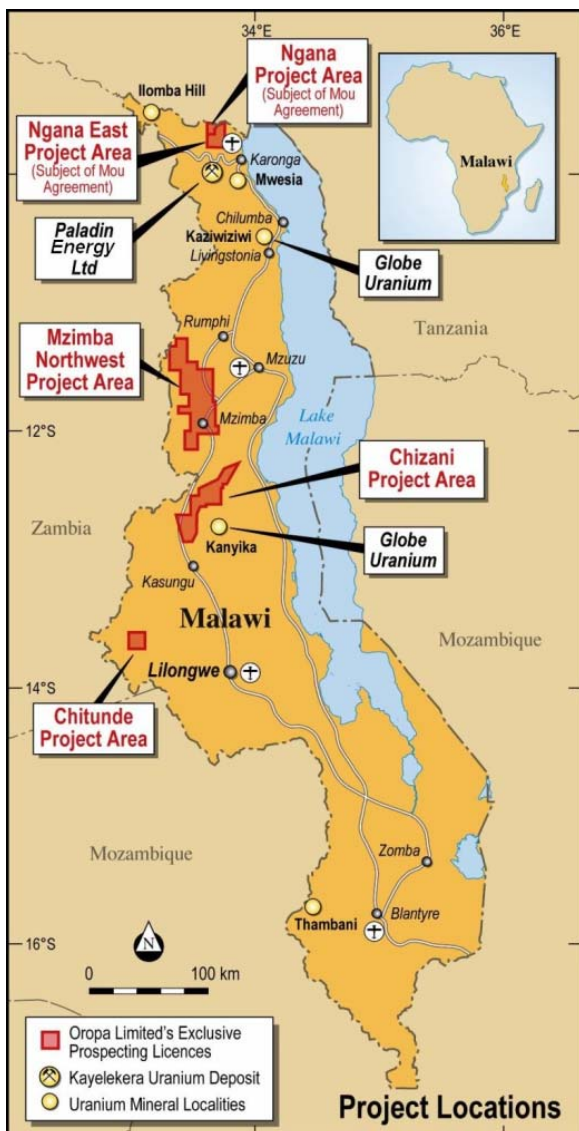 34°E
36°E
Ilomba Hill
Ngana
Project Area
(Subject of Mou
Agreement)
Ngana East
Project Area
(Subject of Mou
Agreement)
Malawi
Karonga
Mwesia
Paladin
Energy
Ltd
Chilumba
Kaziwiziwi
Livingstonia
Globe
Uranium
Tanzania
Rumphi
Mzimba
Northwest
Project Area
Mzuzu
Mzimba
12°S
Lake
Malawi
Chizani
Project Area
Zambia
Kanyika
Globe
Uranium
Kasungu
Malawi
Mozambique
Lilongwe
14°S
Chitunde
Project Area
Mozambique
Zomba
Thambani
Blantyre
16°S
N
0
100 km
Oropa Limited's Exclusive
Prospecting Licences
Kayelekera Uranium Deposit
Uranium Mineral Localities
Project Locations